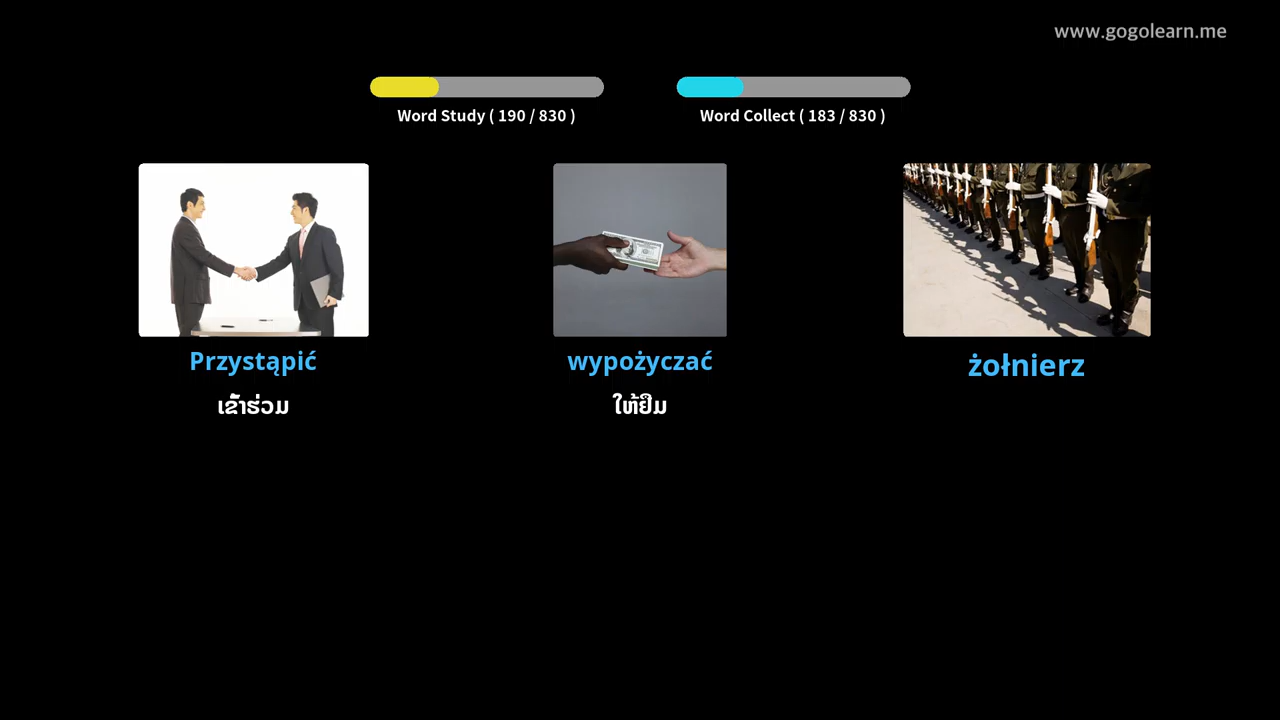 www.gogolearn.me
Word Study ( 190 / 830 )
Word Collect ( 183 / 830 )
Przystąpić
wypożyczać
żołnierz
ເຂົ້າຮ່ວມ
ໃຫ້ຢືມ